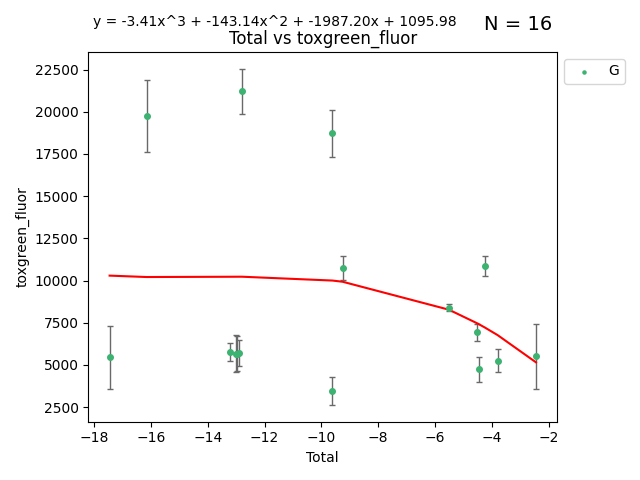 y = -3.41x^3 + -143.14x^2 + -1987.20x + 1095.98
N = 16
Total vs toxgreen_fluor
G
22500
20000
17500
15000
12500
10000
7500
5000
2500
toxgreen_fluor
−18 −16 −14 −12 −10 −8 −6 −4 −2
Total